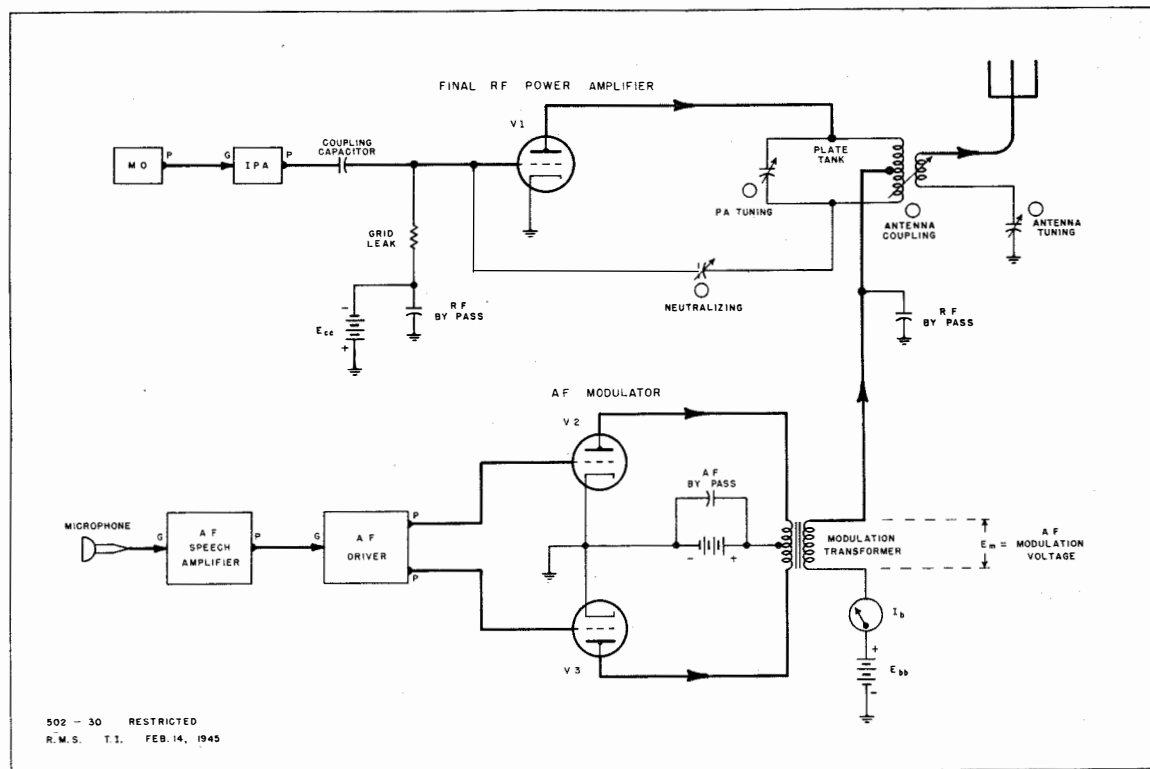 FINAL RF POWER AMPLIFIER
V1
COUPLING
CAPACITOR
MO
P
G
IPA
P
PLATE
TANK
PA TUNING
ANTENNA
COUPLING
ANTENNA
TUNING
GRID
LEAK
NEUTRALIZING
RF
BY PASS
RF
BY PASS
-
Ecc
+
AF MODULATOR
V2
AF
BY PASS
MICROPHONE
G
AF
SPEECH
AMPLIFIER
P
G
AF
DRIVER
P
P
- +
MODULATION
TRANSFORMER
Em = AF
MODULATION
VOLTAGE
Ib
+
Ebb
-
V3
502 - 30 RESTRICTED
R.M.S. T.I. FEB. 14, 1945